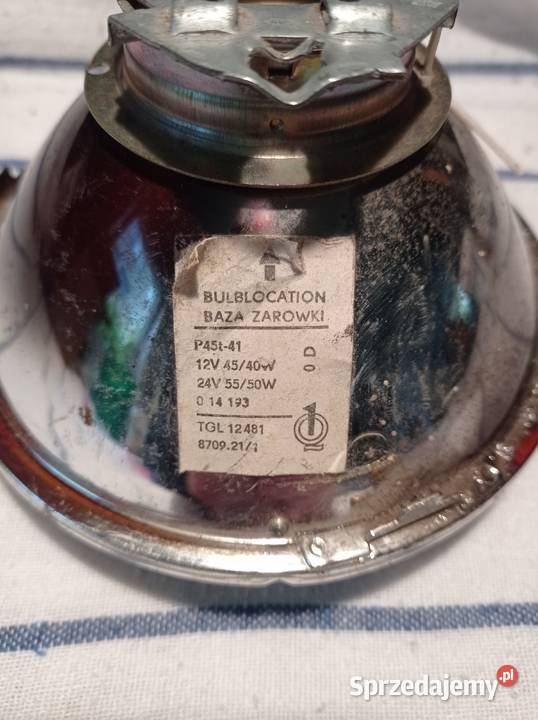 BULBLOCATION
BAZA ZAROWKI
P45t-41
12V 45/40W
24V 55/50W
0 14 193
0 D
TGL 12481
8709.21/1
1
Sprzedajemy.pl